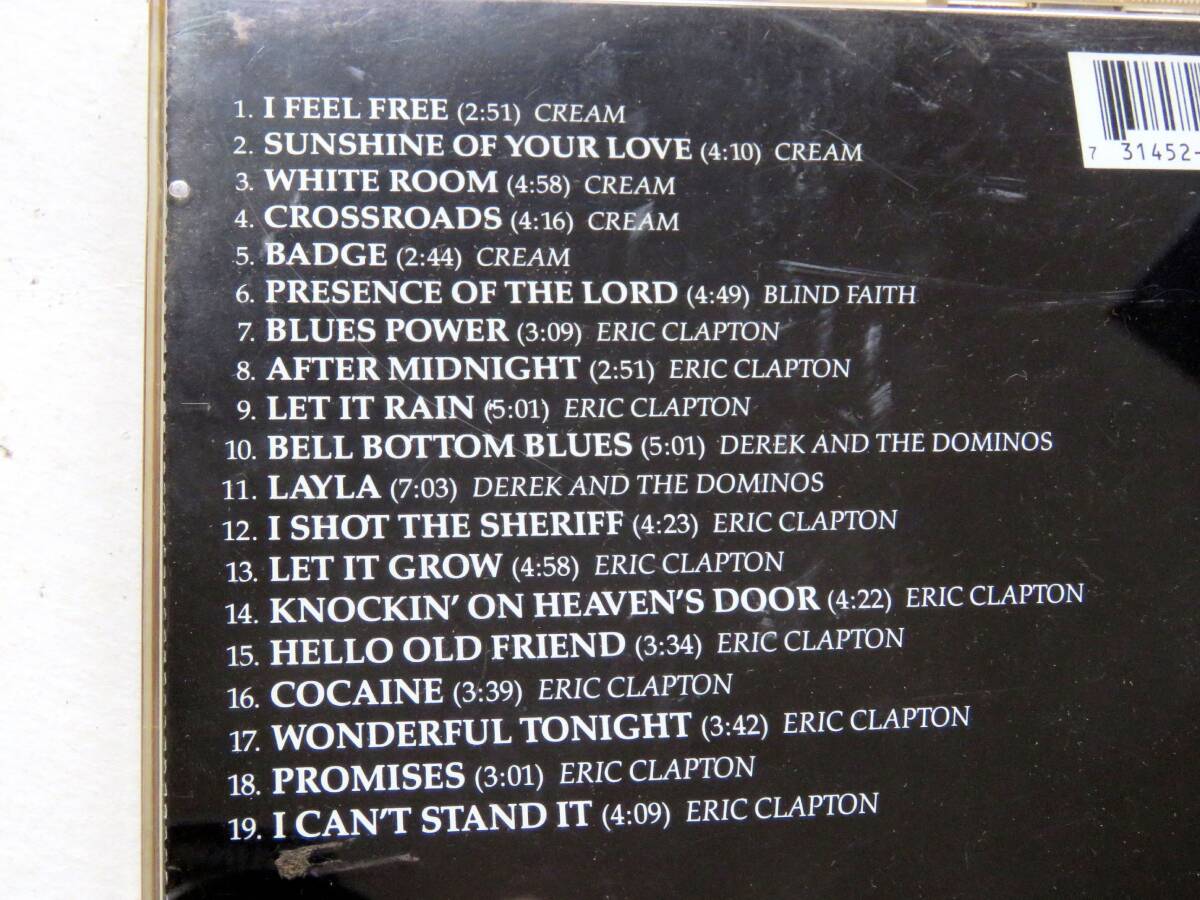 1. I FEEL FREE (2:51) CREAM
2. SUNSHINE OF YOUR LOVE (4:10) CREAM
3. WHITE ROOM (4:58) CREAM
4. CROSSROADS (4:16) CREAM
5. BADGE (2:44) CREAM
6. PRESENCE OF THE LORD (4:49) BLIND FAITH
7. BLUES POWER (3:09) ERIC CLAPTON
8. AFTER MIDNIGHT (2:51) ERIC CLAPTON
9. LET IT RAIN (5:01) ERIC CLAPTON
10. BELL BOTTOM BLUES (5:01) DEREK AND THE DOMINOS
11. LAYLA (7:03) DEREK AND THE DOMINOS
12. I SHOT THE SHERIFF (4:23) ERIC CLAPTON
13. LET IT GROW (4:58) ERIC CLAPTON
14. KNOCKIN' ON HEAVEN'S DOOR (4:22) ERIC CLAPTON
15. HELLO OLD FRIEND (3:34) ERIC CLAPTON
16. COCAINE (3:39) ERIC CLAPTON
17. WONDERFUL TONIGHT (3:42) ERIC CLAPTON
18. PROMISES (3:01) ERIC CLAPTON
19. I CAN'T STAND IT (4:09) ERIC CLAPTON
7 31452-